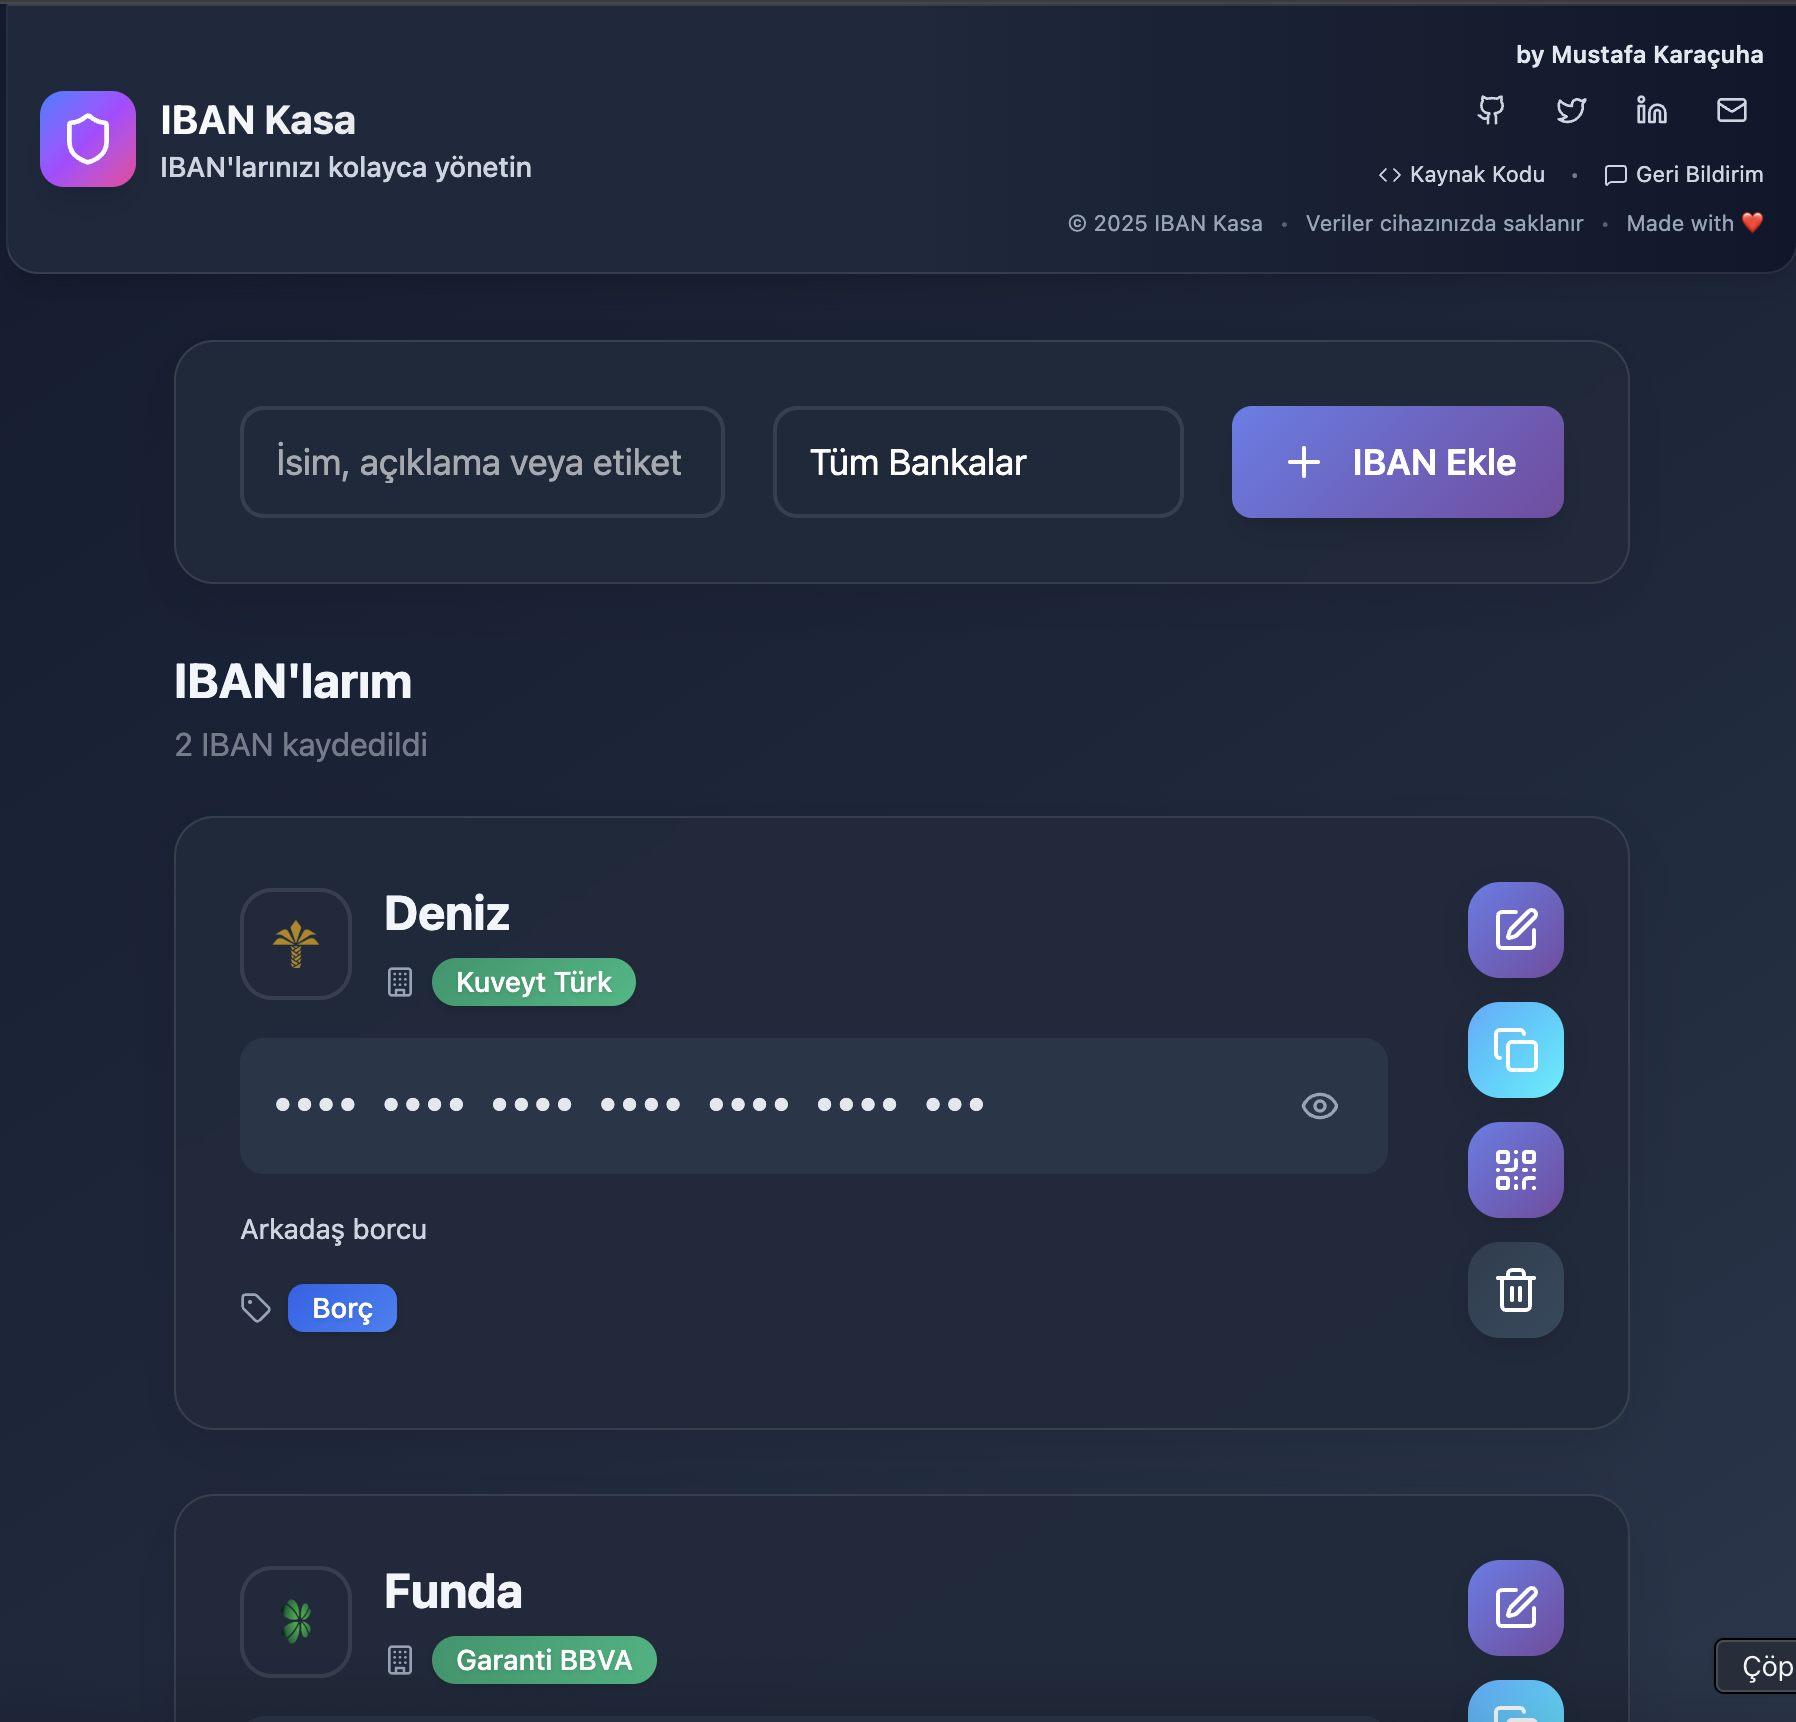 by Mustafa Karaçuha
IBAN Kasa
IBAN'larınızı kolayca yönetin
Kaynak Kodu • Geri Bildirim
© 2025 IBAN Kasa • Veriler cihazınızda saklanır • Made with ❤️
İsim, açıklama veya etiket
Tüm Bankalar
IBAN Ekle
IBAN'larım
2 IBAN kaydedildi
Deniz
Kuveyt Türk
•••• •••• •••• •••• •••• •••• •••
Arkadaş borcu
Borç
Funda
Garanti BBVA
Çöp